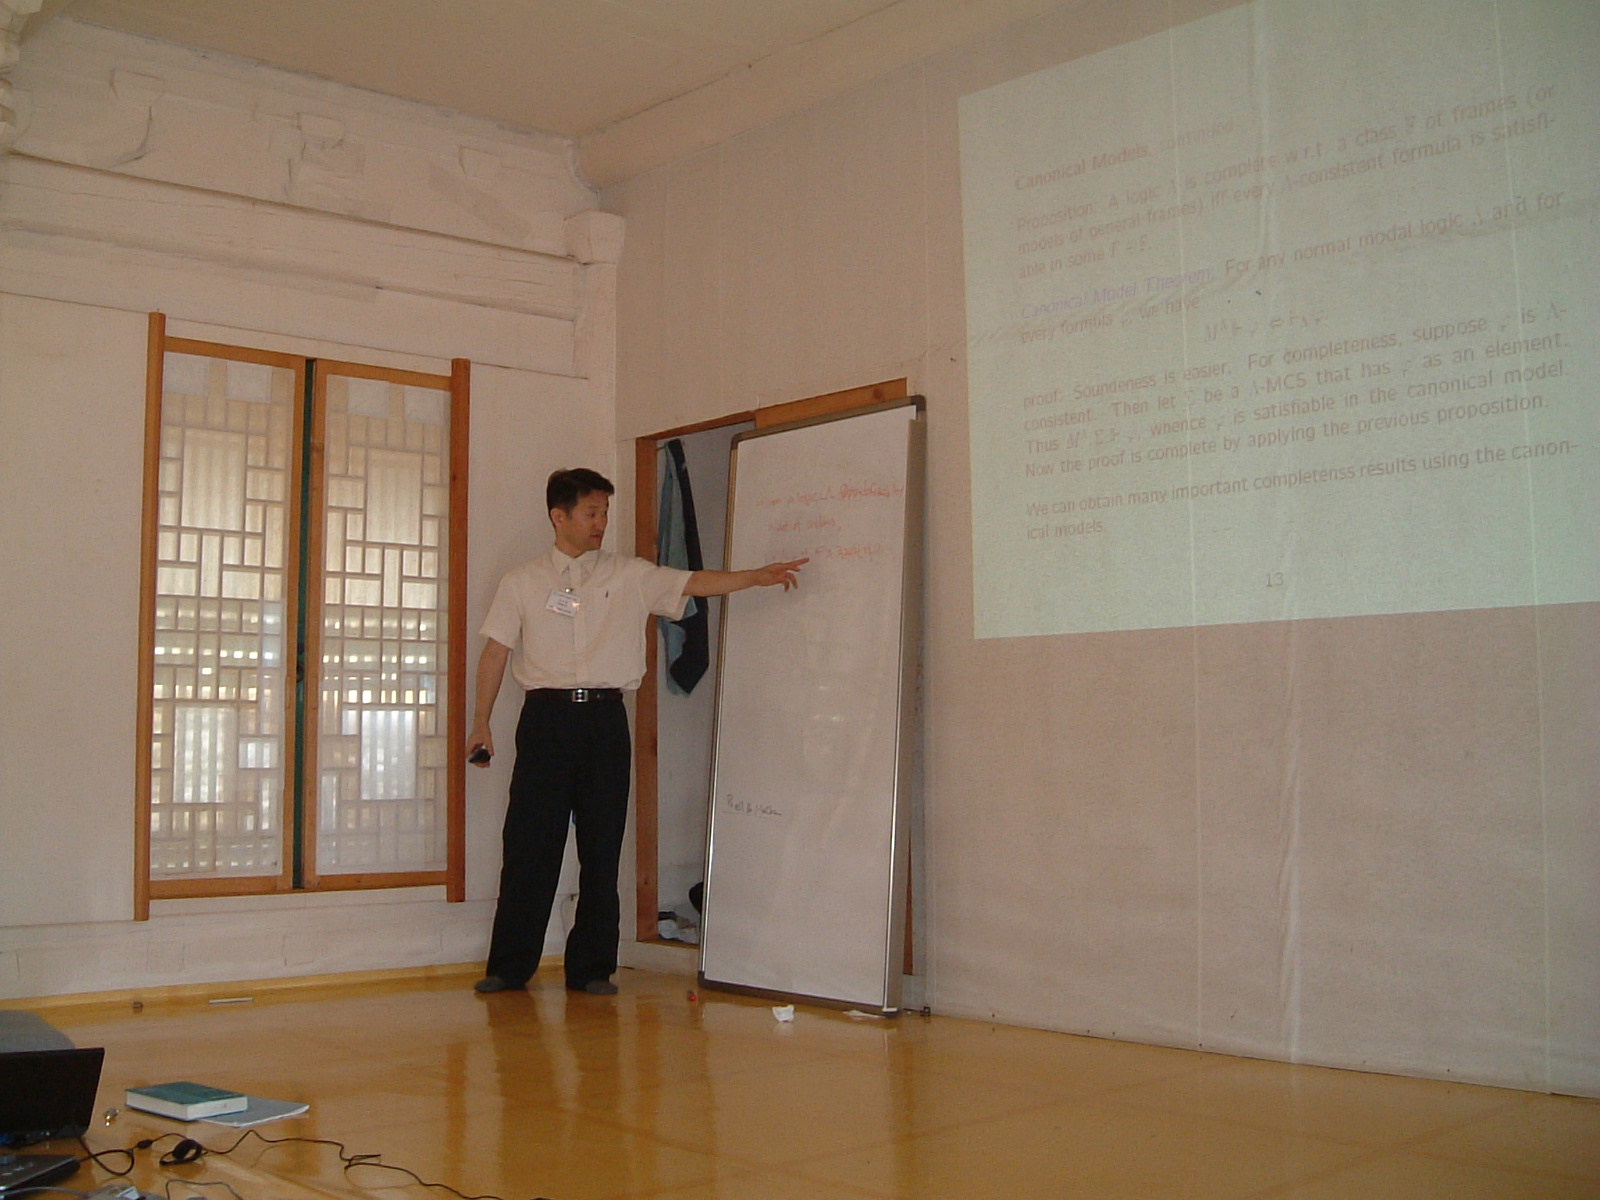 Canonical Models, continued.
Proposition. A logic Λ is complete w.r.t. a class of frames (or
models of general frames) iff every Λ-consistent formula is satisfi-
able in some
Canonical Model Theorem. For any normal modal logic Λ and for
every formula φ, we have
proof. Soundeness is easier. For completeness, suppose φ is Λ-
consistent. Then let be a Λ-MCS that has φ as an element.
Thus whence φ is satisfiable in the canonical model.
Now the proof is complete by applying the previous proposition.
We can obtain many important completenss results using the canon-
ical models.
13
a logic
Bell &